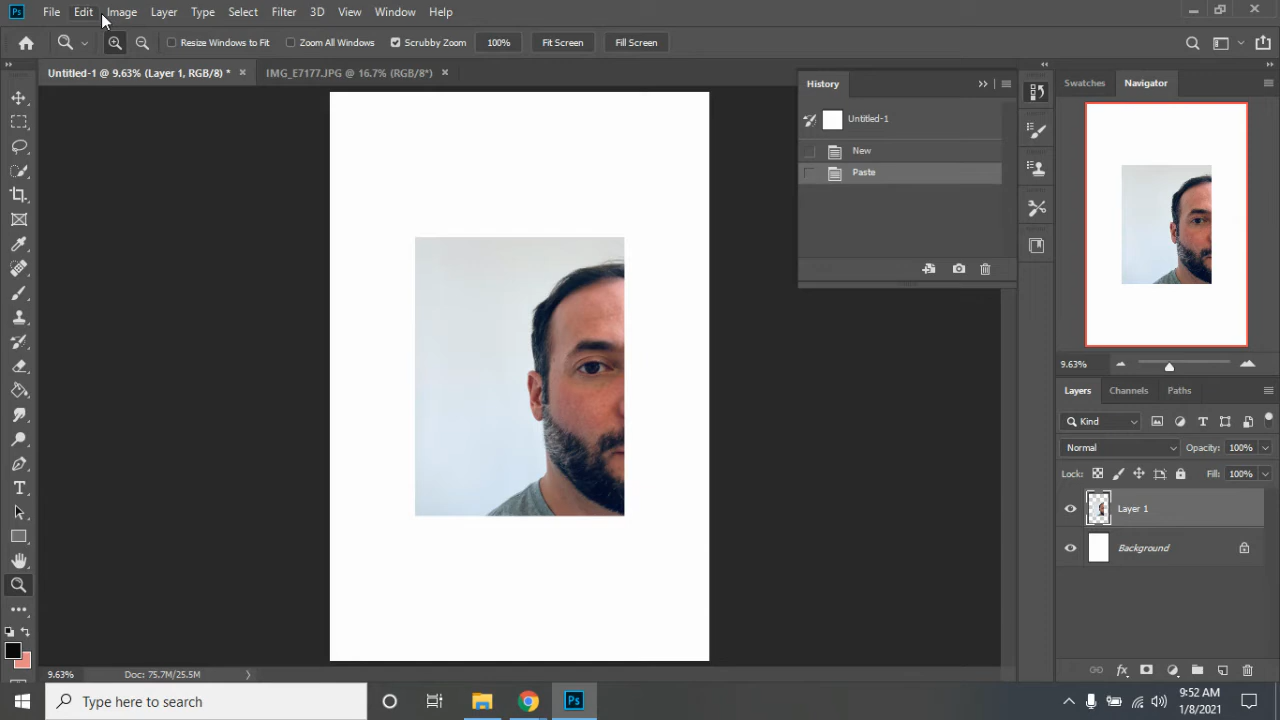 Ps File Edit Image Layer Type Select Filter 3D View Window Help
Resize Windows to Fit Zoom All Windows Scrubby Zoom 100% Fit Screen Fill Screen
Untitled-1 @ 9.63% (Layer 1, RGB/8) * IMG_E7177.JPG @ 16.7% (RGB/8*)
History
Untitled-1
New
Paste
Swatches Navigator
9.63%
Layers Channels Paths
Kind
Normal Opacity: 100%
Lock: Fill: 100%
Layer 1
Background
9.63% Doc: 75.7M/25.5M
Type here to search
Ps
9:52 AM
1/8/2021